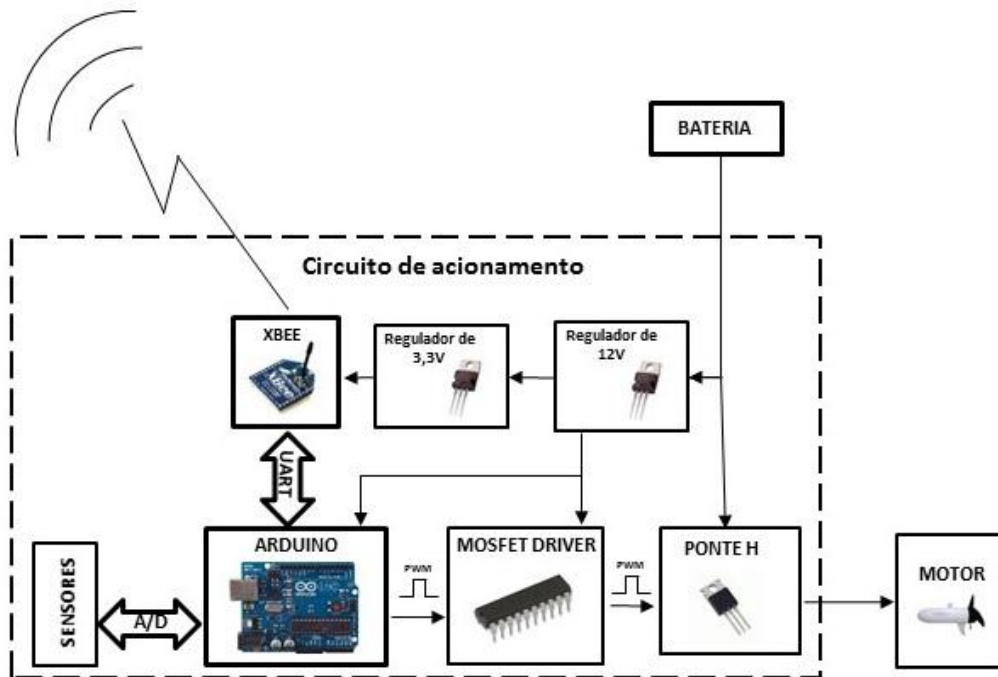 BATERIA
Circuito de acionamento
XBEE
Regulador de
3,3V
Regulador de
12V
XBee
UART
ARDUINO
MOSFET DRIVER
PONTE H
MOTOR
PWM
PWM
SENSORES
A/D